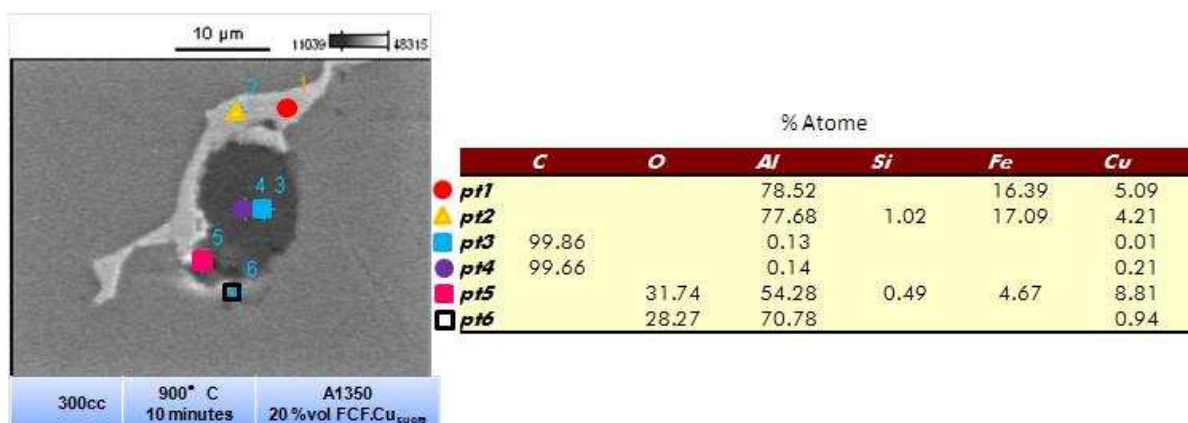 10 µm
11039 48315
2 1
4 3
5
6
300cc
900° C
10 minutes
A1350
20 %vol FCF.Cu
% Atome
C O Al Si Fe Cu
pt1 78.52 16.39 5.09
pt2 77.68 1.02 17.09 4.21
pt3 99.86 0.13 0.01
pt4 99.66 0.14 0.21
pt5 31.74 54.28 0.49 4.67 8.81
pt6 28.27 70.78 0.94